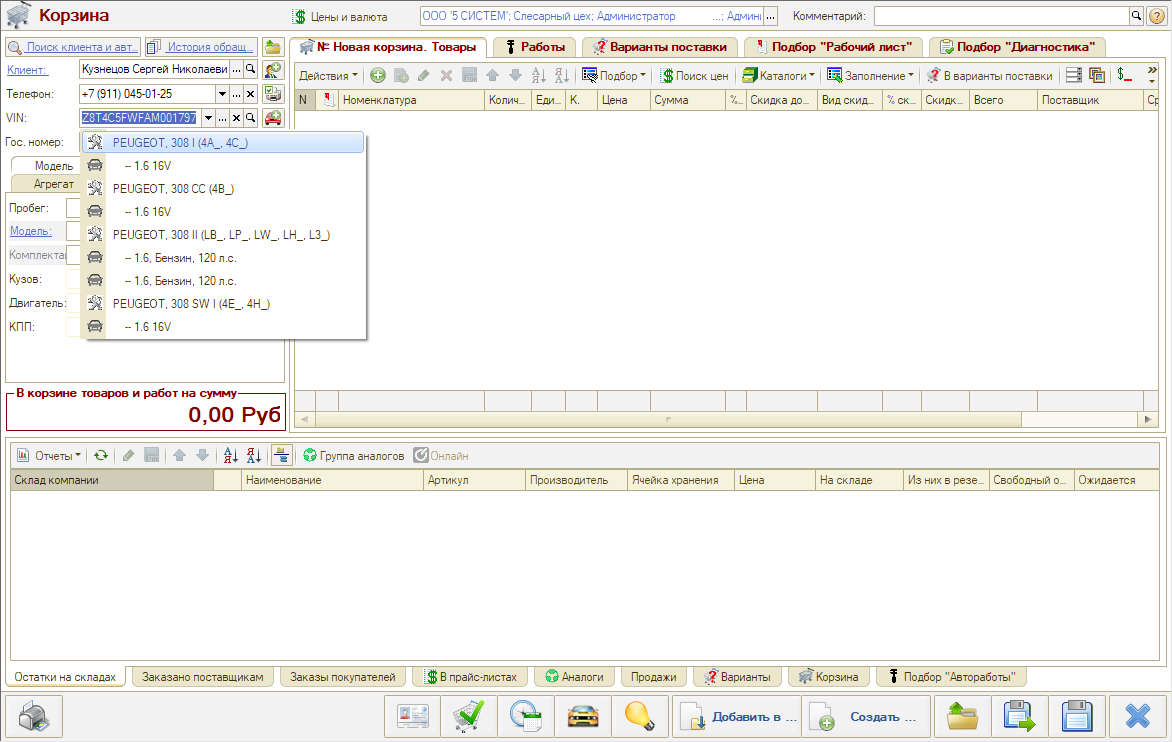 Корзина
Цены и валюта
ООО '5 СИСТЕМ'; Слесарный цех; Администратор ...; Админи ...
Комментарий:
Поиск клиента и авт...
История обращ...
№ Новая корзина. Товары
Работы
Варианты поставки
Подбор "Рабочий лист"
Подбор "Диагностика"
Клиент:
Кузнецов Сергей Николаеви ...
Действия
Подбор
Поиск цен
Каталоги
Заполнение
В варианты поставки
Телефон:
+7 (911) 045-01-25
N
Номенклатура
Колич...
Еди...
К.
Цена
Сумма
%...
Скидка до...
Вид скид...
% ск...
Скидк...
Всего
Поставщик
Ср
VIN:
Z8T4C5FWFAM001797
Гос. номер:
PEUGEOT, 308 I (4A_, 4C_)
Модель
-- 1.6 16V
Агрегат
PEUGEOT, 308 CC (4B_)
Пробег:
-- 1.6 16V
Модель:
PEUGEOT, 308 II (LB_, LP_, LW_, LH_, L3_)
Комплекта
-- 1.6, Бензин, 120 л.с.
Кузов:
-- 1.6, Бензин, 120 л.с.
Двигатель:
PEUGEOT, 308 SW I (4E_, 4H_)
КПП:
-- 1.6 16V
В корзине товаров и работ на сумму
0,00 Руб
Отчеты
Группа аналогов
Онлайн
Склад компании
Наименование
Артикул
Производитель
Ячейка хранения
Цена
На складе
Из них в резе...
Свободный о...
Ожидается
Остатки на складах
Заказано поставщикам
Заказы покупателей
В прайс-листах
Аналоги
Продажи
Варианты
Корзина
Подбор "Автоработы"
Добавить в ...
Создать ...